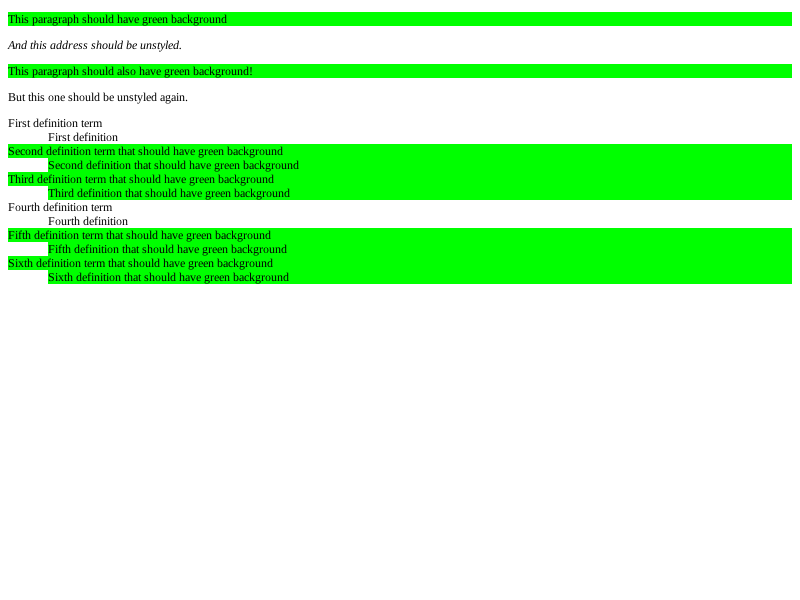 This paragraph should have green background
And this address should be unstyled.
This paragraph should also have green background!
But this one should be unstyled again.
First definition term
First definition
Second definition term that should have green background
Second definition that should have green background
Third definition term that should have green background
Third definition that should have green background
Fourth definition term
Fourth definition
Fifth definition term that should have green background
Fifth definition that should have green background
Sixth definition term that should have green background
Sixth definition that should have green background